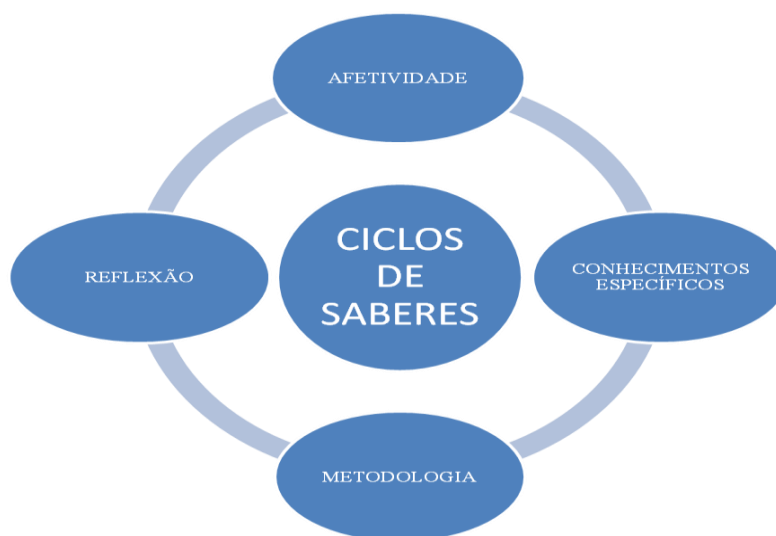 AFETIVIDADE
REFLEXÃO
CICLOS
DE
SABERES
CONHECIMENTOS
ESPECÍFICOS
METODOLOGIA